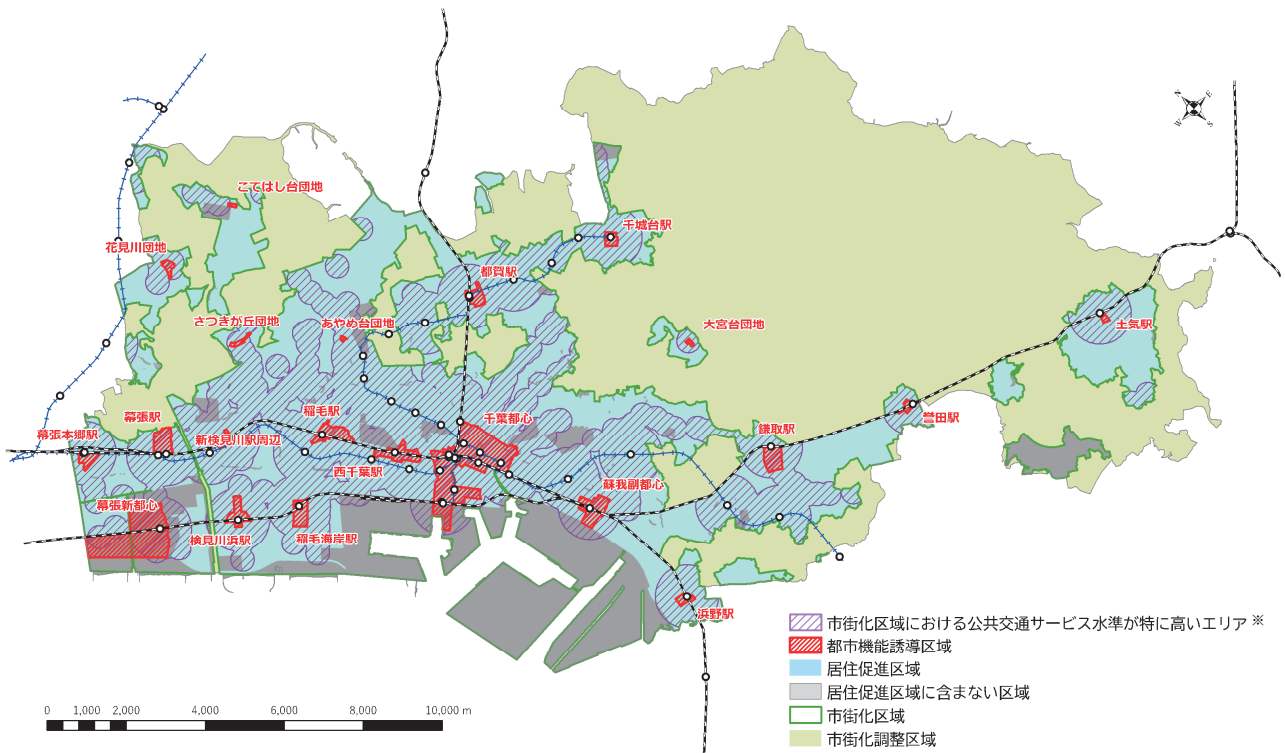 N
E
W
S
こてはし台団地
千城台駅
花見川団地
都賀駅
さつきが丘団地
あやめ台団地
大宮台団地
土気駅
幕張駅
稲毛駅
千葉都心
誉田駅
幕張本郷駅
新検見川駅周辺
鎌取駅
西千葉駅
蘇我副都心
幕張新都心
検見川浜駅
稲毛海岸駅
浜野駅
市街化区域における公共交通サービス水準が特に高いエリア※
都市機能誘導区域
居住促進区域
居住促進区域に含まない区域
市街化区域
市街化調整区域
0 1,000 2,000 4,000 6,000 8,000 10,000 m